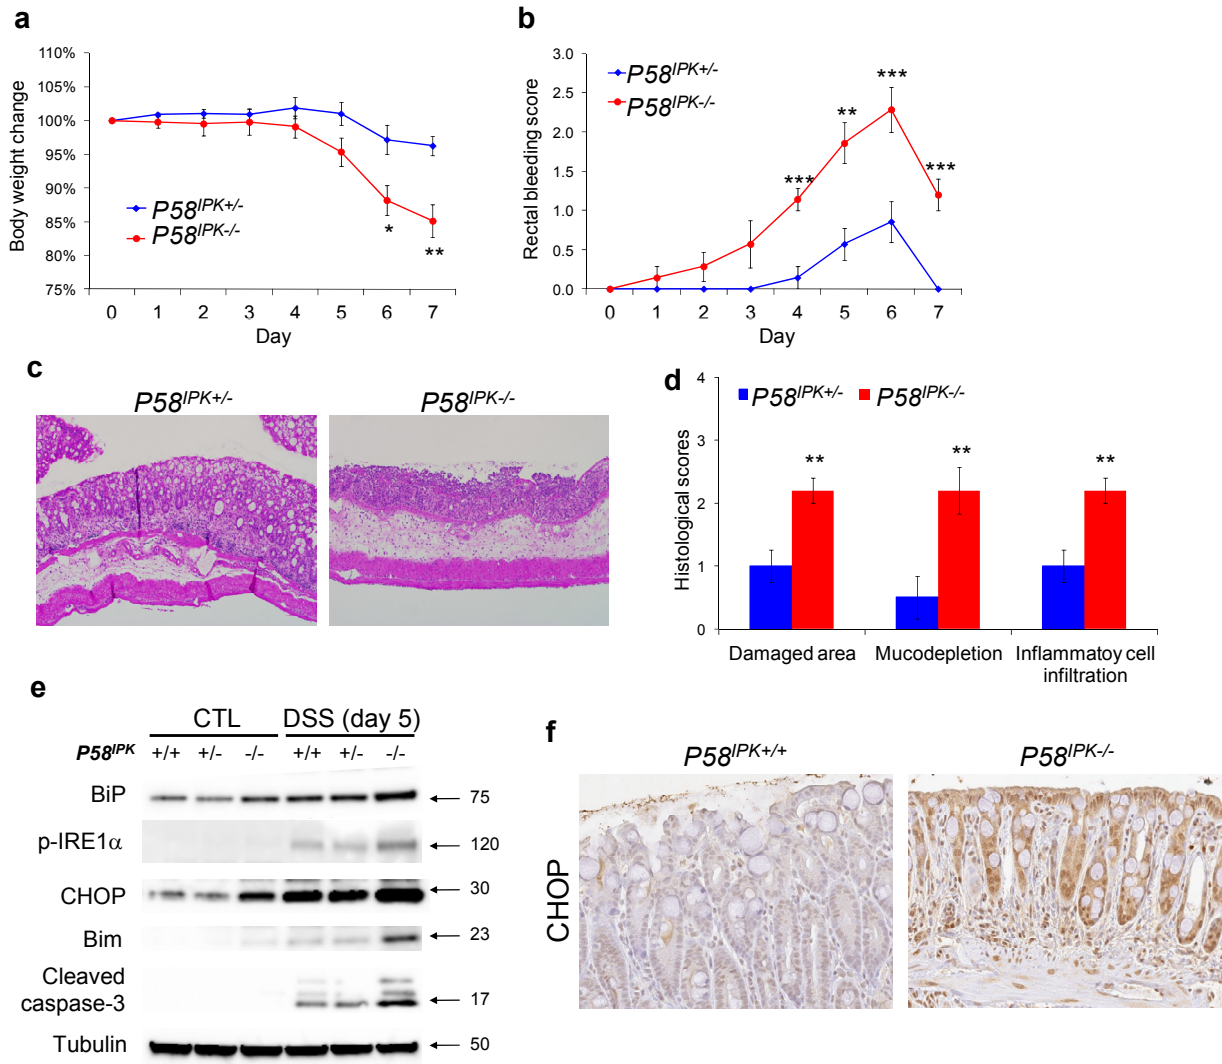 a
110%
105%
100%
95%
90%
85%
80%
75%
Body weight change
P58IPK+/-
P58IPK-/-
*
**
0 1 2 3 4 5 6 7
Day
b
3.0
2.5
2.0
1.5
1.0
0.5
0.0
Rectal bleeding score
P58IPK+/-
P58IPK-/-
***
**
***
***
0 1 2 3 4 5 6 7
Day
c
P58IPK+/- P58IPK-/-
d
4
3
2
1
0
Histological scores
P58IPK+/- P58IPK-/-
** ** **
Damaged area Mucodepletion Inflammatoy cell
infiltration
e
CTL DSS (day 5)
P58IPK +/+ +/- -/- +/+ +/- -/-
BiP 75
p-IRE1α 120
CHOP 30
Bim 23
Cleaved
caspase-3 17
Tubulin 50
f
P58IPK+/+ P58IPK-/-
CHOP